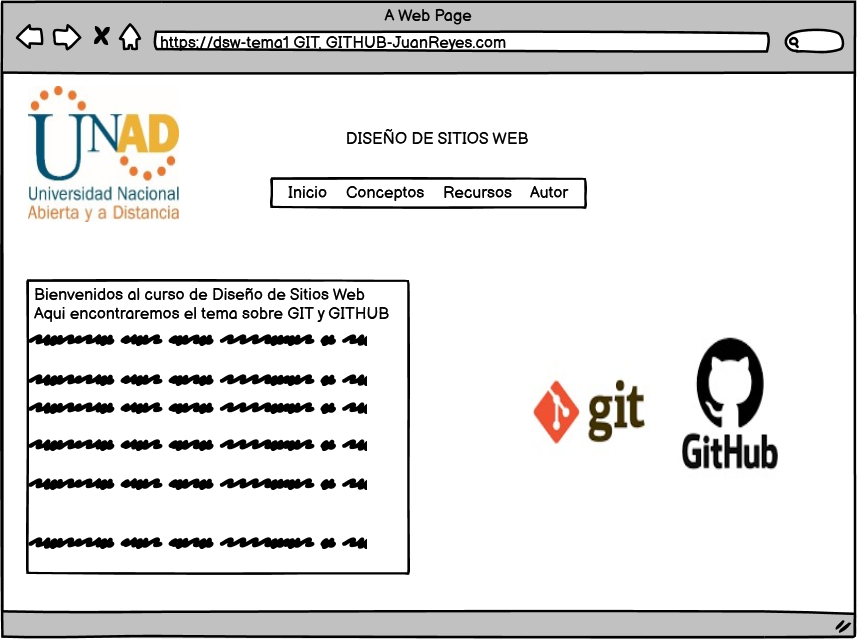 A Web Page
https://dsw-tema1 GIT, GITHUB-JuanReyes.com
UNAD
Universidad Nacional
Abierta y a Distancia
DISEÑO DE SITIOS WEB
Inicio Conceptos Recursos Autor
Bienvenidos al curso de Diseño de Sitios Web
Aqui encontraremos el tema sobre GIT y GITHUB
git
GitHub